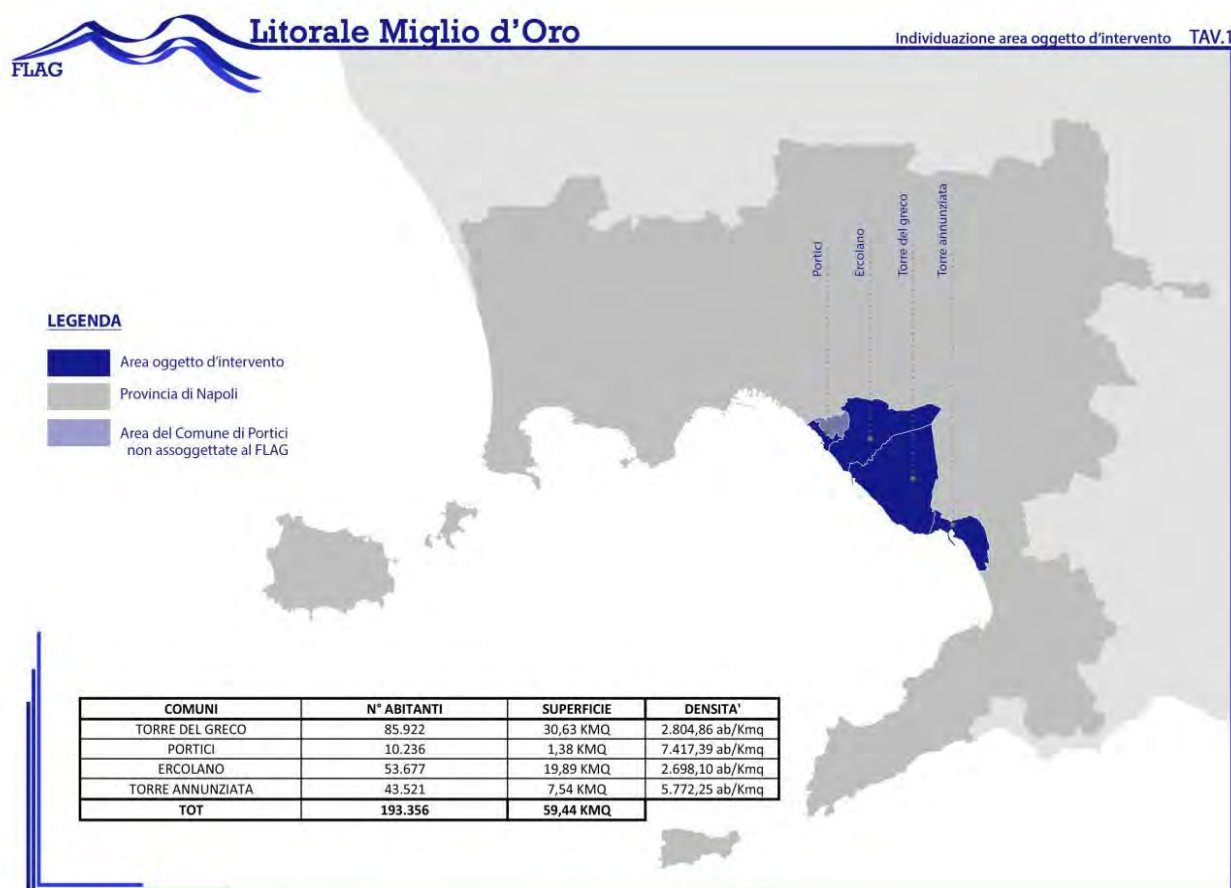 Litorale Miglio d'Oro
Individuazione area oggetto d'intervento TAV.1
FLAG
Portici
Ercolano
Torre del greco
Torre annunziata
LEGENDA
Area oggetto d'intervento
Provincia di Napoli
Area del Comune di Portici
non assoggettate al FLAG
COMUNI N° ABITANTI SUPERFICIE DENSITA'
TORRE DEL GRECO 85.922 30,63 KMQ 2.804,86 ab/Kmq
PORTICI 10.236 1,38 KMQ 7.417,39 ab/Kmq
ERCOLANO 53.677 19,89 KMQ 2.698,10 ab/Kmq
TORRE ANNUNZIATA 43.521 7,54 KMQ 5.772,25 ab/Kmq
TOT 193.356 59,44 KMQ